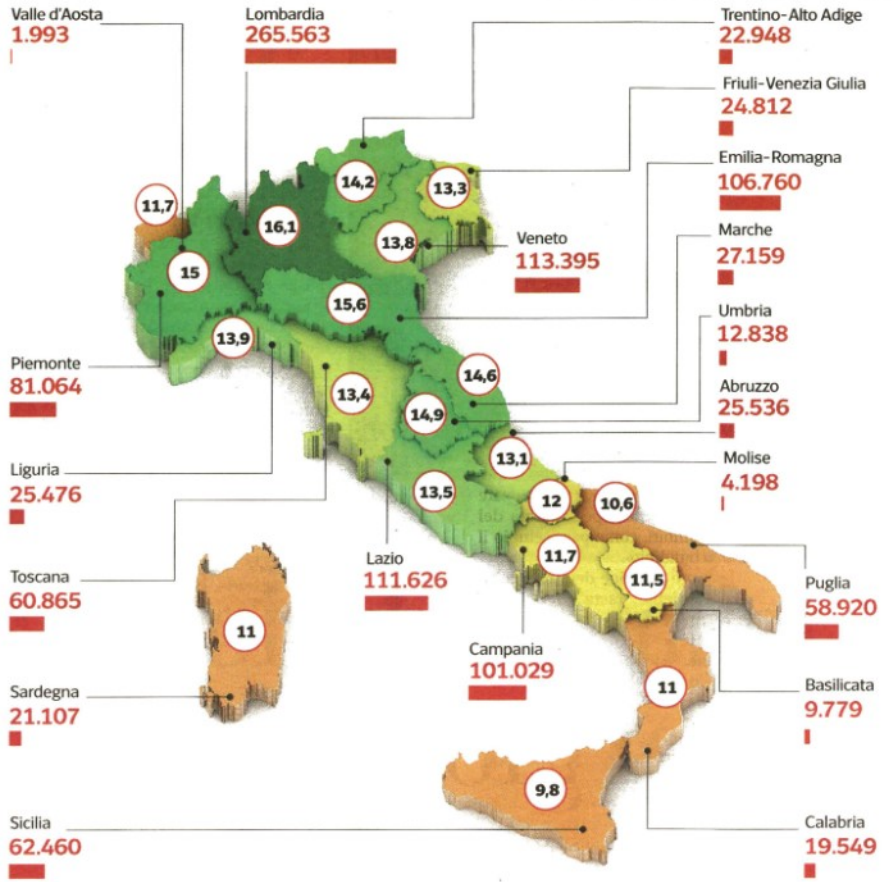 Valle d'Aosta
1.993
Lombardia
265.563
Trentino-Alto Adige
22.948
Friuli-Venezia Giulia
24.812
Emilia-Romagna
106.760
Marche
27.159
Umbria
12.838
Abruzzo
25.536
Molise
4.198
Veneto
113.395
Piemonte
81.064
Liguria
25.476
Toscana
60.865
Lazio
111.626
Campania
101.029
Puglia
58.920
Basilicata
9.779
Calabria
19.549
Sardegna
21.107
Sicilia
62.460
11,7
15
16,1
14,2
13,3
13,8
15,6
13,9
13,4
14,6
14,9
13,1
13,5
12
10,6
11,7
11,5
11
11
9,8